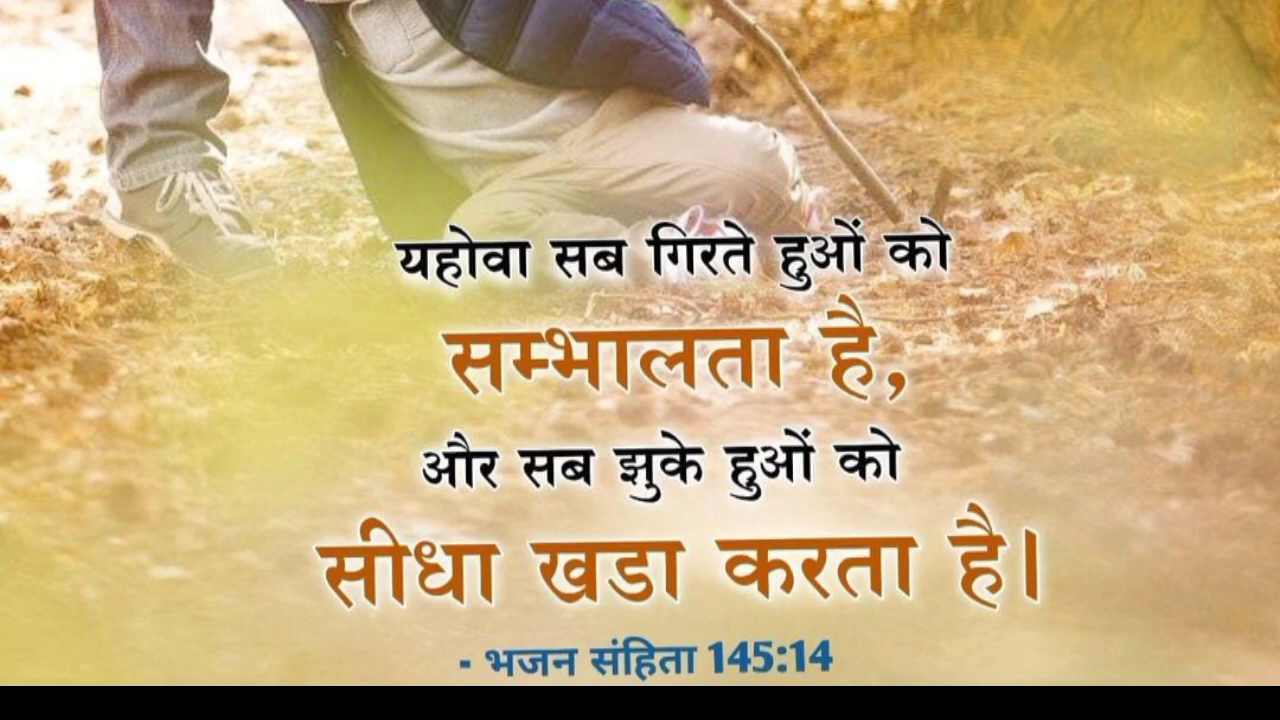 यहोवा सब गिरते हुओं को
सम्भालता है,
और सब झुके हुओं को
सीधा खडा करता है।
- भजन संहिता 145:14